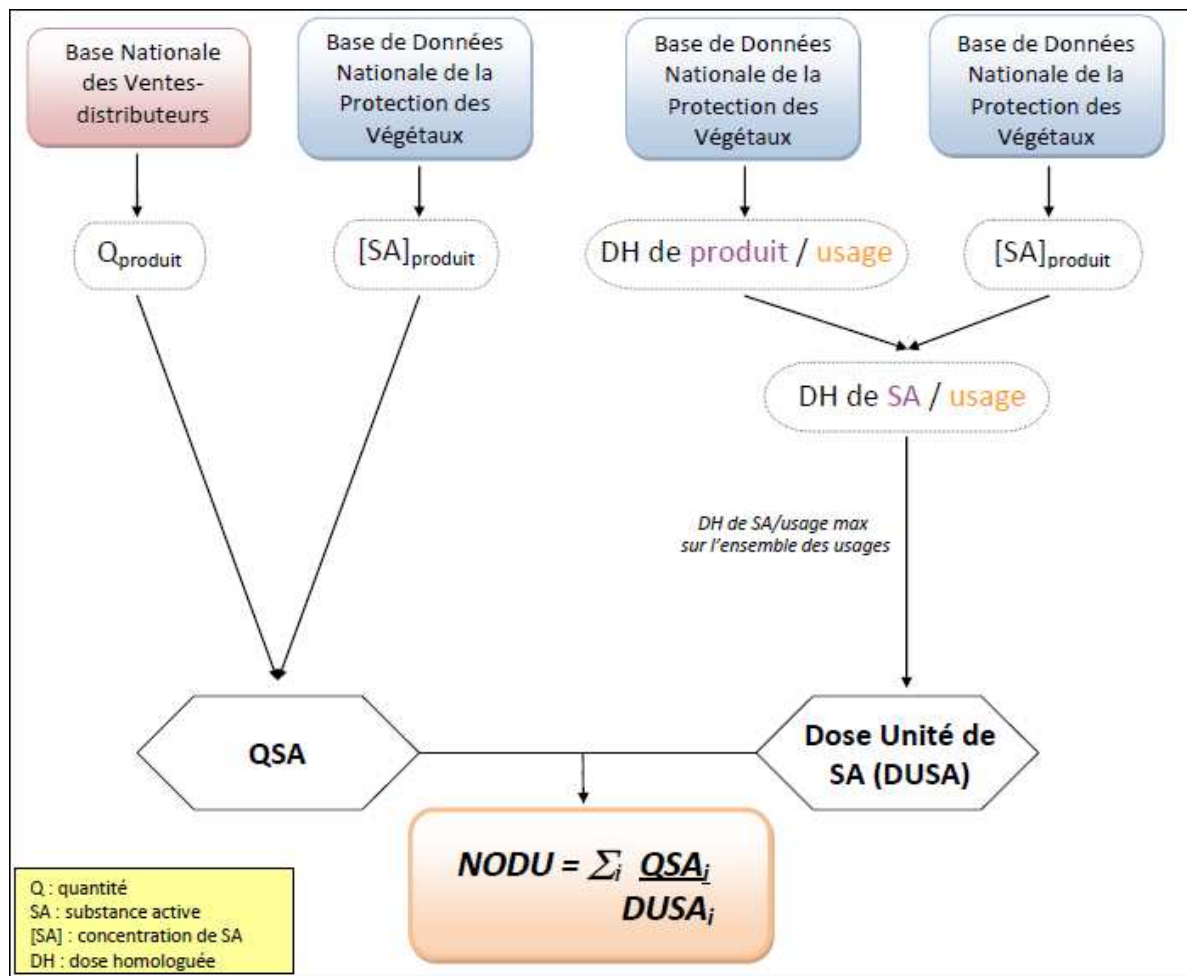 Base Nationale
des Ventes-
distributeurs
Base de Données
Nationale de la
Protection des
Végétaux
Base de Données
Nationale de la
Protection des
Végétaux
Base de Données
Nationale de la
Protection des
Végétaux
Qproduit
[SA]produit
DH de produit / usage
[SA]produit
DH de SA / usage
DH de SA/usage max
sur l'ensemble des usages
QSA
Dose Unité de
SA (DUSA)
NODU = Σi QSAi
DUSAi
Q : quantité
SA : substance active
[SA] : concentration de SA
DH : dose homologuée